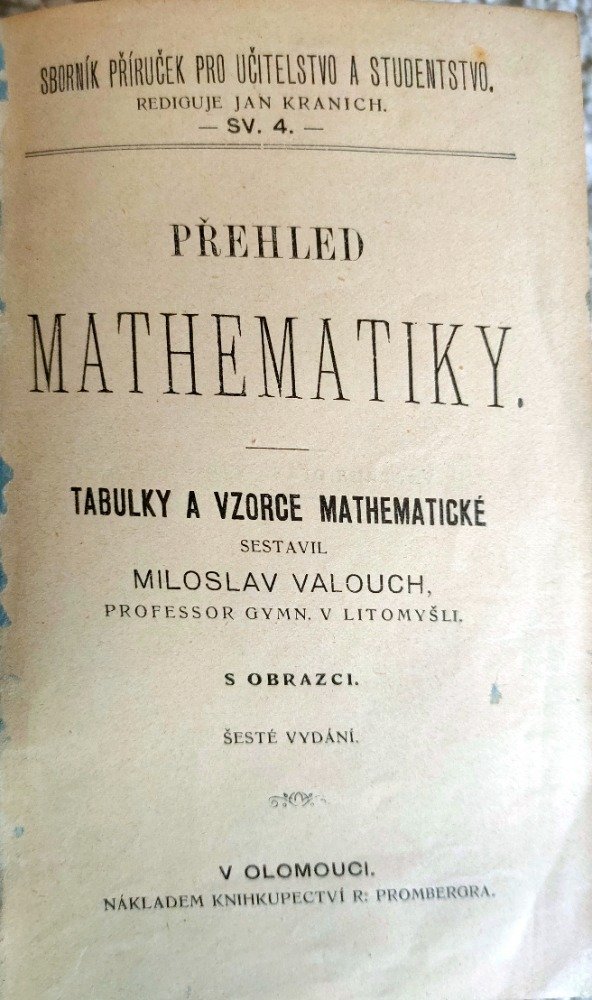 SBORNÍK PŘÍRUČEK PRO UČITELSTVO A STUDENTSTVO.
REDIGUJE JAN KRANICH.
— SV. 4. —
PŘEHLED
MATHEMATIKY.
TABULKY A VZORCE MATHEMATICKÉ
SESTAVIL
MILOSLAV VALOUCH,
PROFESSOR GYMN. V LITOMYŠLI.
S OBRAZCI.
ŠESTÉ VYDÁNÍ.
V OLOMOUCI.
NÁKLADEM KNIHKUPECTVÍ R. PROMBERGRA.